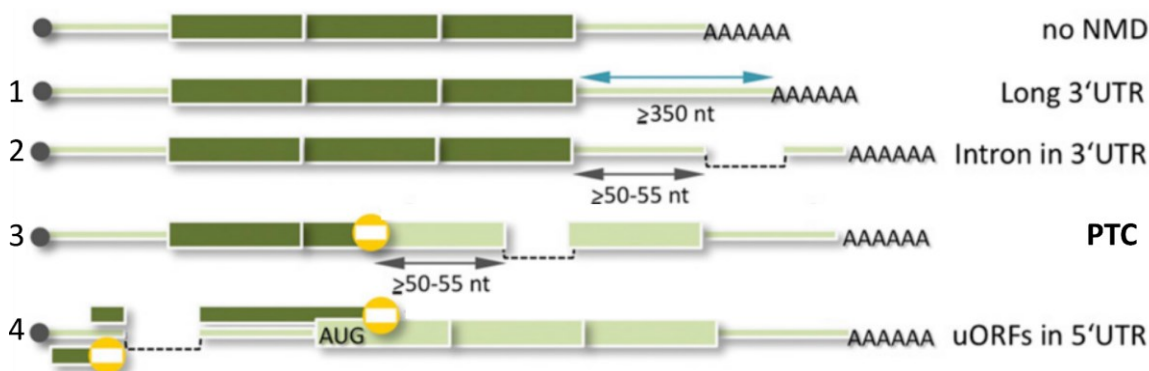 AAAAAA no NMD
1 AAAAAA Long 3‘UTR
≥350 nt
2 AAAAAA Intron in 3‘UTR
≥50-55 nt
3 AAAAAA PTC
≥50-55 nt
4 AUG AAAAAA uORFs in 5‘UTR